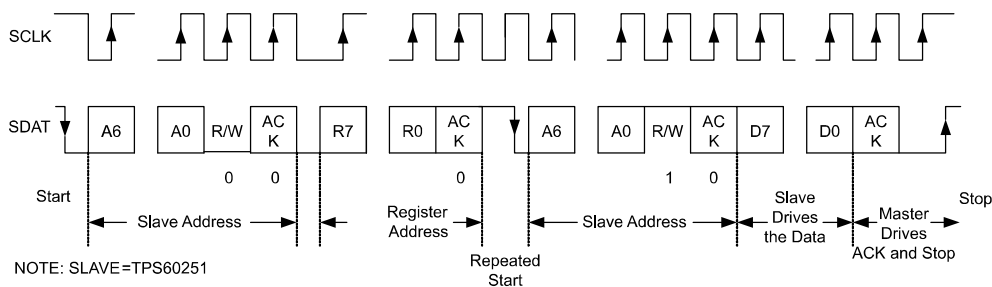 SCLK
SDAT
A6
A0
R/W
AC
K
R7
R0
AC
K
A6
A0
R/W
AC
K
D7
D0
AC
K
0
0
0
1
0
Start
Slave Address
Register
Address
Slave Address
Slave
Drives
the Data
Master
Drives
ACK and Stop
Stop
Repeated
Start
NOTE: SLAVE=TPS60251